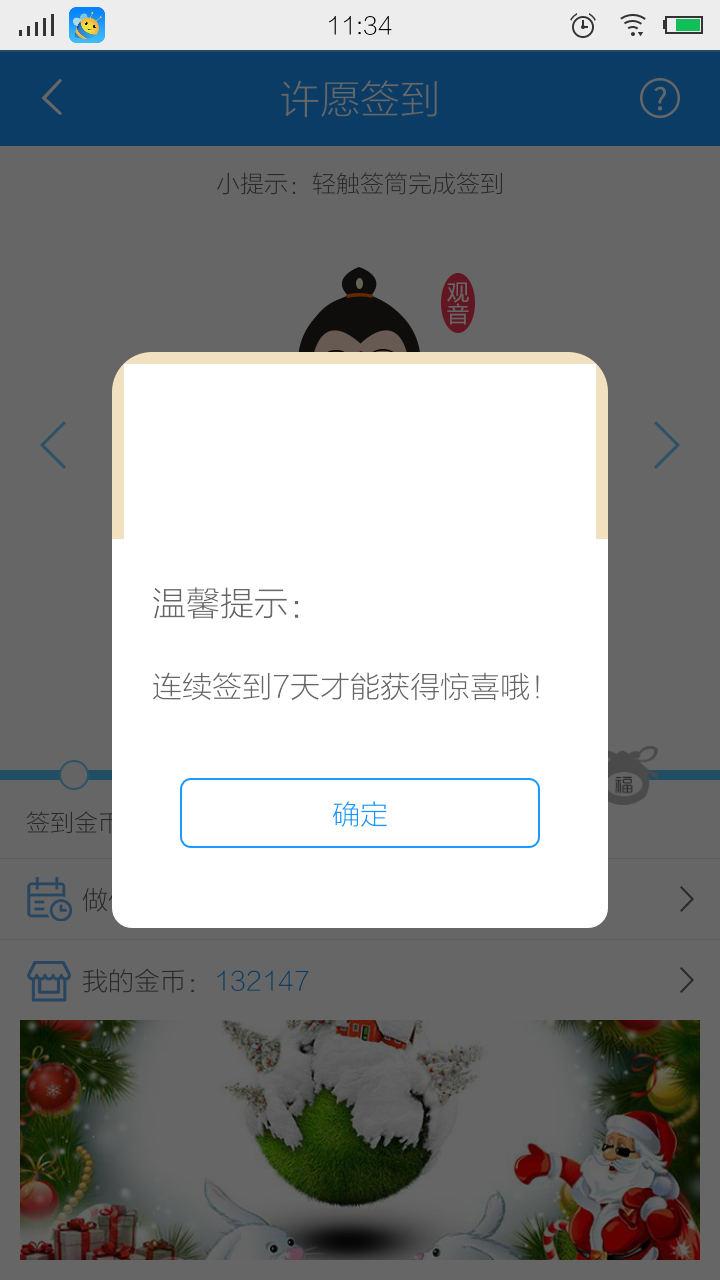 11:34
许愿签到
小提示：轻触签筒完成签到
观音
温馨提示：
连续签到7天才能获得惊喜哦！
福
确定
签到金币
做
我的金币：132147